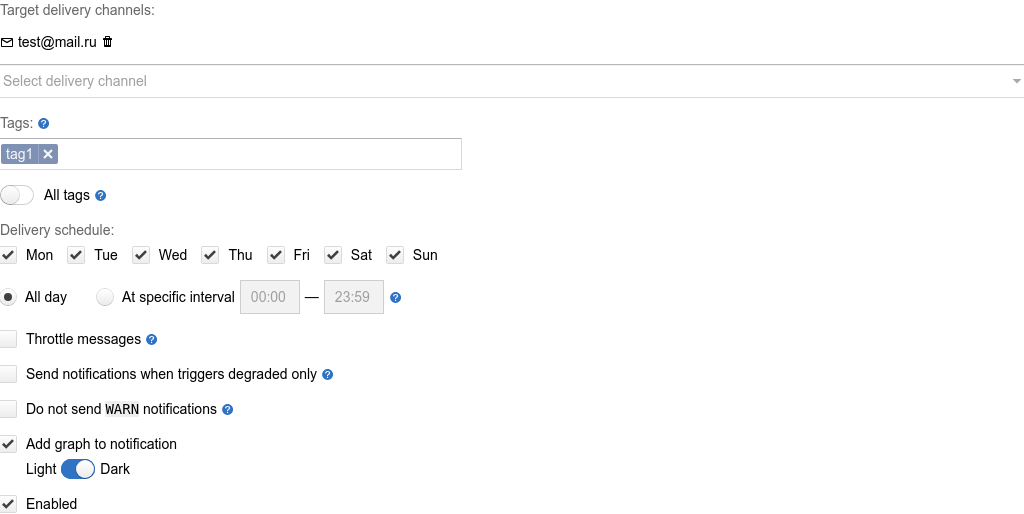 Target delivery channels:
test@mail.ru
Select delivery channel
Tags: ?
tag1
All tags ?
Delivery schedule:
Mon Tue Wed Thu Fri Sat Sun
All day At specific interval 00:00 — 23:59 ?
Throttle messages ?
Send notifications when triggers degraded only ?
Do not send WARN notifications ?
Add graph to notification
Light Dark
Enabled